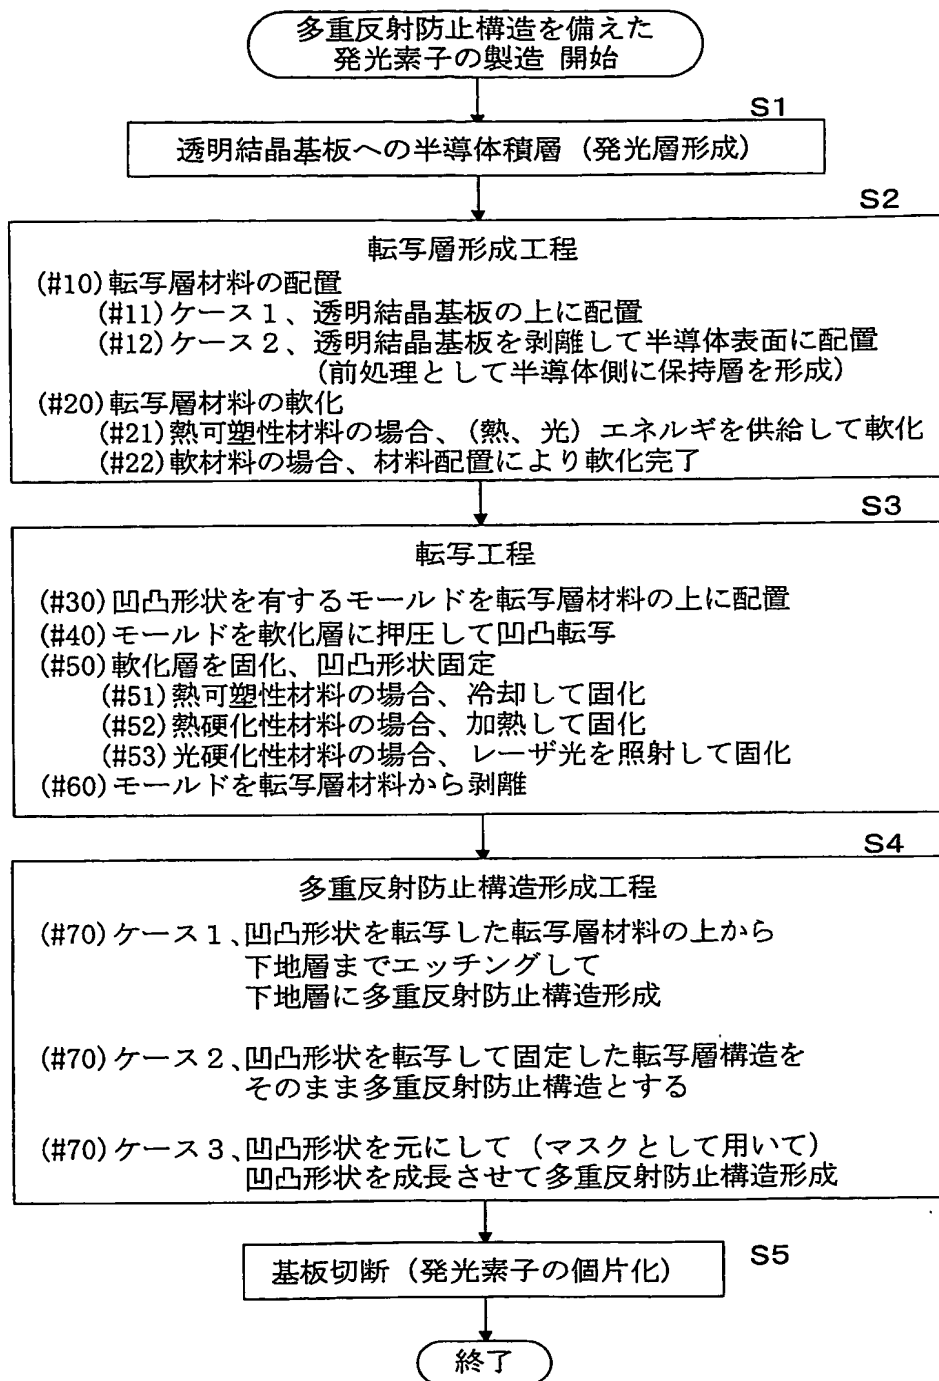 多重反射防止構造を備えた
発光素子の製造 開始
S1
透明結晶基板への半導体積層（発光層形成）
S2
転写層形成工程
(#10)転写層材料の配置
(#11)ケース１、透明結晶基板の上に配置
(#12)ケース２、透明結晶基板を剥離して半導体表面に配置
(前処理として半導体側に保持層を形成)
(#20)転写層材料の軟化
(#21)熱可塑性材料の場合、(熱、光) エネルギを供給して軟化
(#22)軟材料の場合、材料配置により軟化完了
S3
転写工程
(#30)凹凸形状を有するモールドを転写層材料の上に配置
(#40)モールドを軟化層に押圧して凹凸転写
(#50)軟化層を固化、凹凸形状固定
(#51)熱可塑性材料の場合、冷却して固化
(#52)熱硬化性材料の場合、加熱して固化
(#53)光硬化性材料の場合、レーザ光を照射して固化
(#60)モールドを転写層材料から剥離
S4
多重反射防止構造形成工程
(#70)ケース１、凹凸形状を転写した転写層材料の上から
下地層までエッチングして
下地層に多重反射防止構造形成
(#70)ケース２、凹凸形状を転写して固定した転写層構造を
そのまま多重反射防止構造とする
(#70)ケース３、凹凸形状を元にして（マスクとして用いて）
凹凸形状を成長させて多重反射防止構造形成
S5
基板切断（発光素子の個片化）
終了